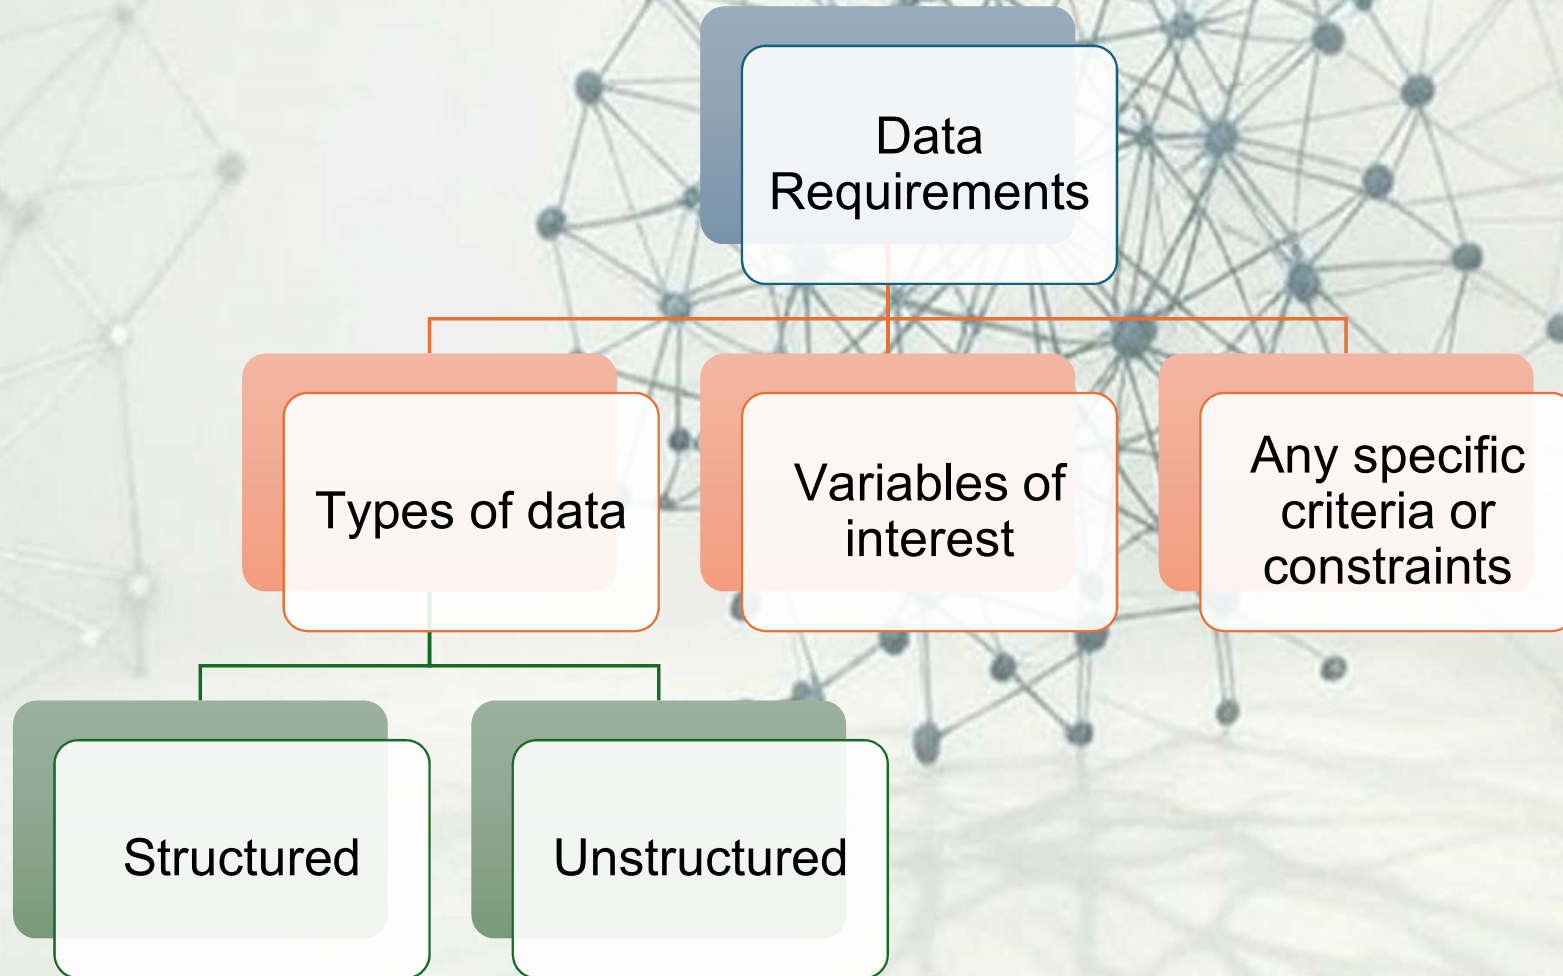 Data
Requirements
Types of data
Variables of
interest
Any specific
criteria or
constraints
Structured
Unstructured